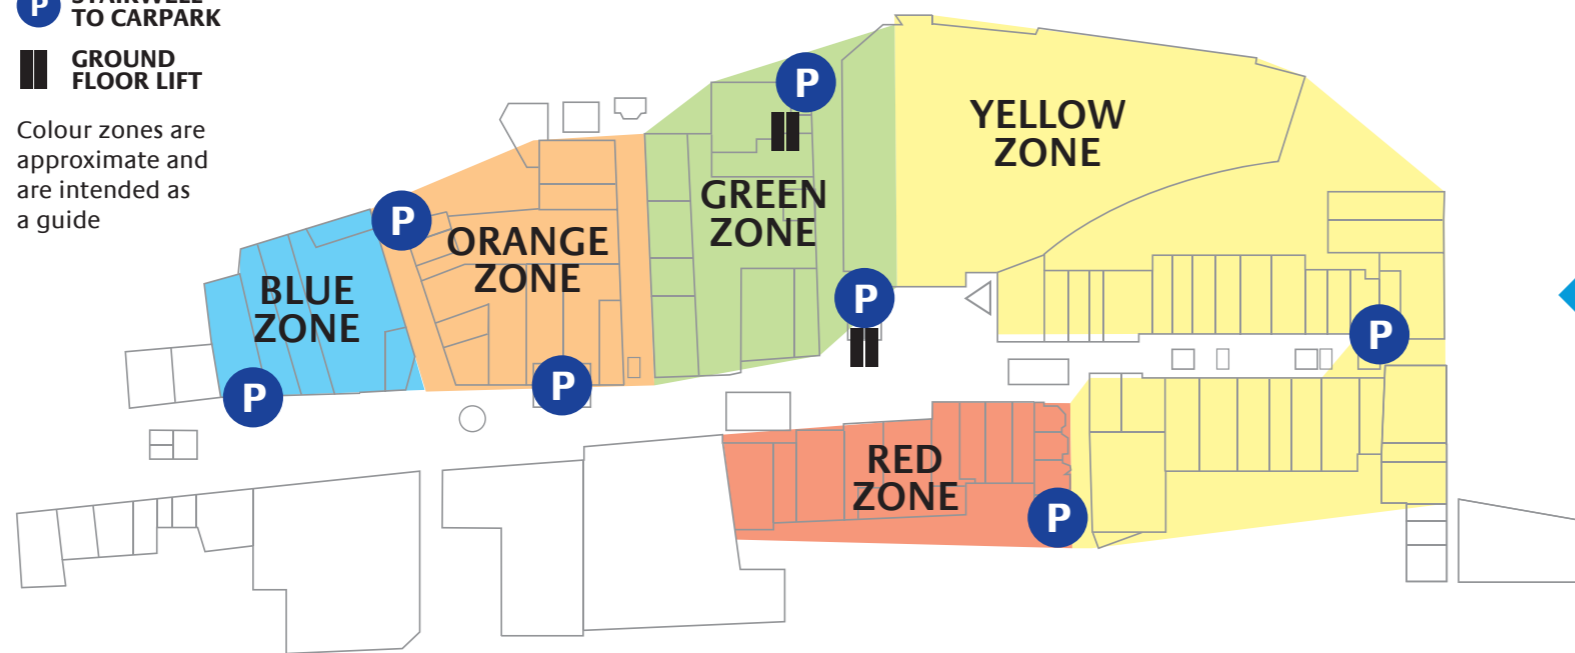 P
STAIRWELL
TO CARPARK
GROUND
FLOOR LIFT
Colour zones are
approximate and
are intended as
a guide
P
YELLOW
ZONE
GREEN
ZONE
P
ORANGE
ZONE
BLUE
ZONE
P
P
P
P
RED
ZONE
P